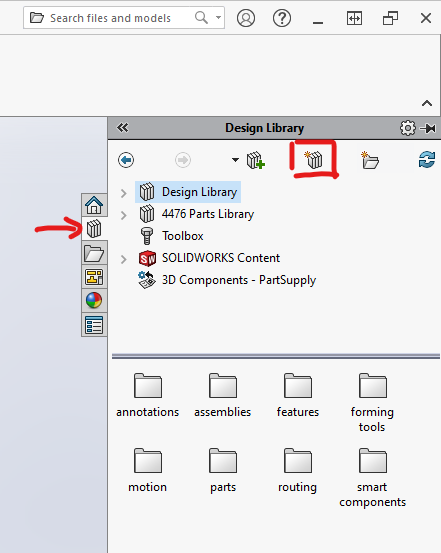 Search files and models
Design Library
Design Library
4476 Parts Library
Toolbox
SW SOLIDWORKS Content
3D Components - PartSupply
annotations
assemblies
features
forming
tools
motion
parts
routing
smart
components